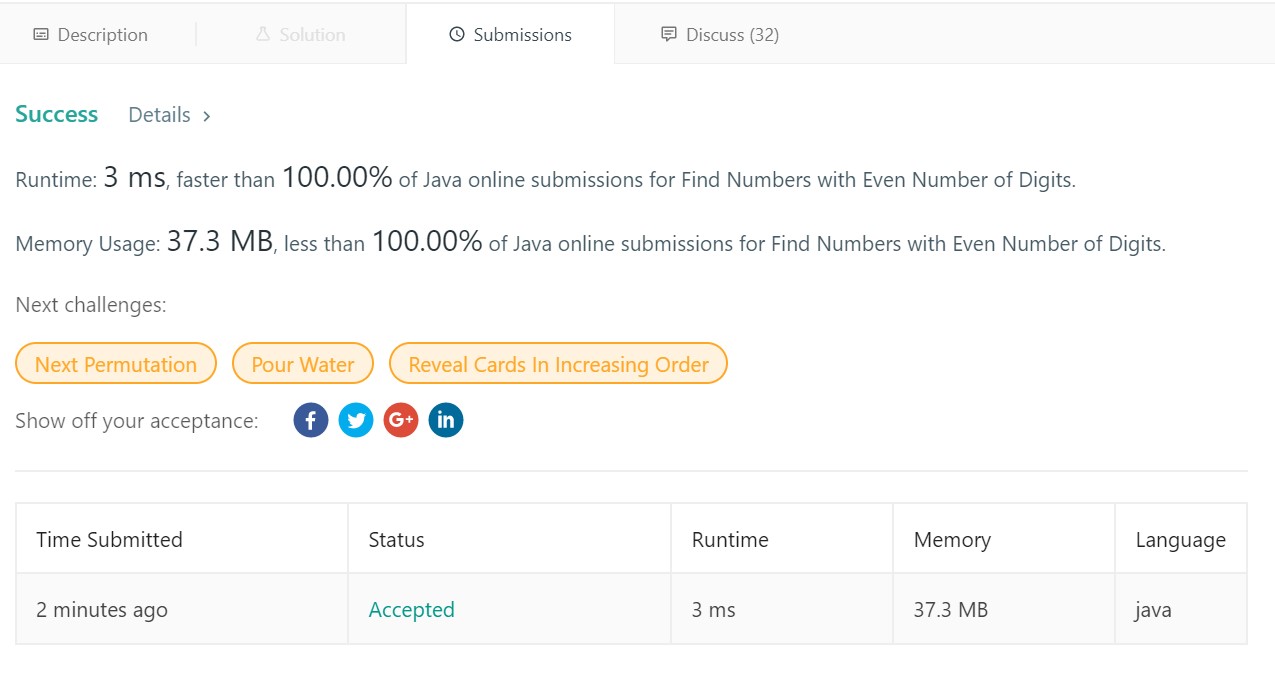 Description Solution Submissions Discuss (32)
Success Details >
Runtime: 3 ms, faster than 100.00% of Java online submissions for Find Numbers with Even Number of Digits.
Memory Usage: 37.3 MB, less than 100.00% of Java online submissions for Find Numbers with Even Number of Digits.
Next challenges:
Next Permutation Pour Water Reveal Cards In Increasing Order
Show off your acceptance: f G+ in
Time Submitted Status Runtime Memory Language
2 minutes ago Accepted 3 ms 37.3 MB java